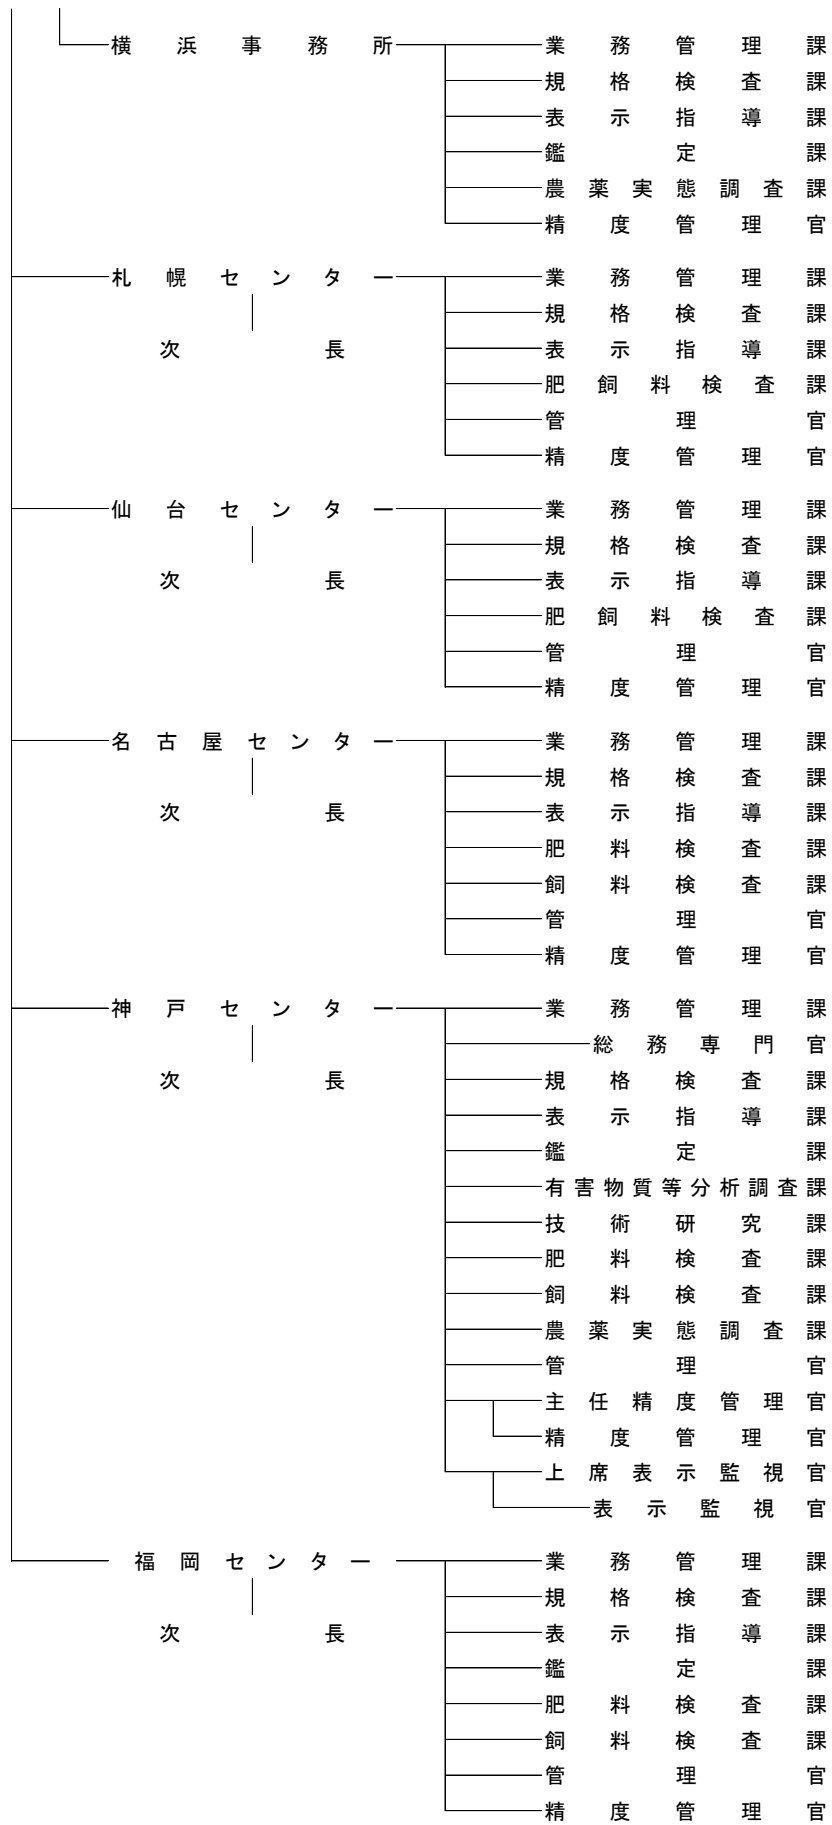 横浜事務所 業務管理課
規格検査課
表示指導課
鑑定課
農薬実態調査課
精度管理官
札幌センター 業務管理課
規格検査課
次長 表示指導課
肥飼料検査課
管理官
精度管理官
仙台センター 業務管理課
規格検査課
次長 表示指導課
肥飼料検査課
管理官
精度管理官
名古屋センター 業務管理課
規格検査課
次長 表示指導課
肥料検査課
飼料検査課
管理官
精度管理官
神戸センター 業務管理課
総務専門官
次長 規格検査課
表示指導課
鑑定課
有害物質等分析調査課
技術研究課
肥料検査課
飼料検査課
農薬実態調査課
管理官
主任精度管理官
精度管理官
上席表示監視官
表示監視官
福岡センター 業務管理課
規格検査課
次長 表示指導課
鑑定課
肥料検査課
飼料検査課
管理官
精度管理官